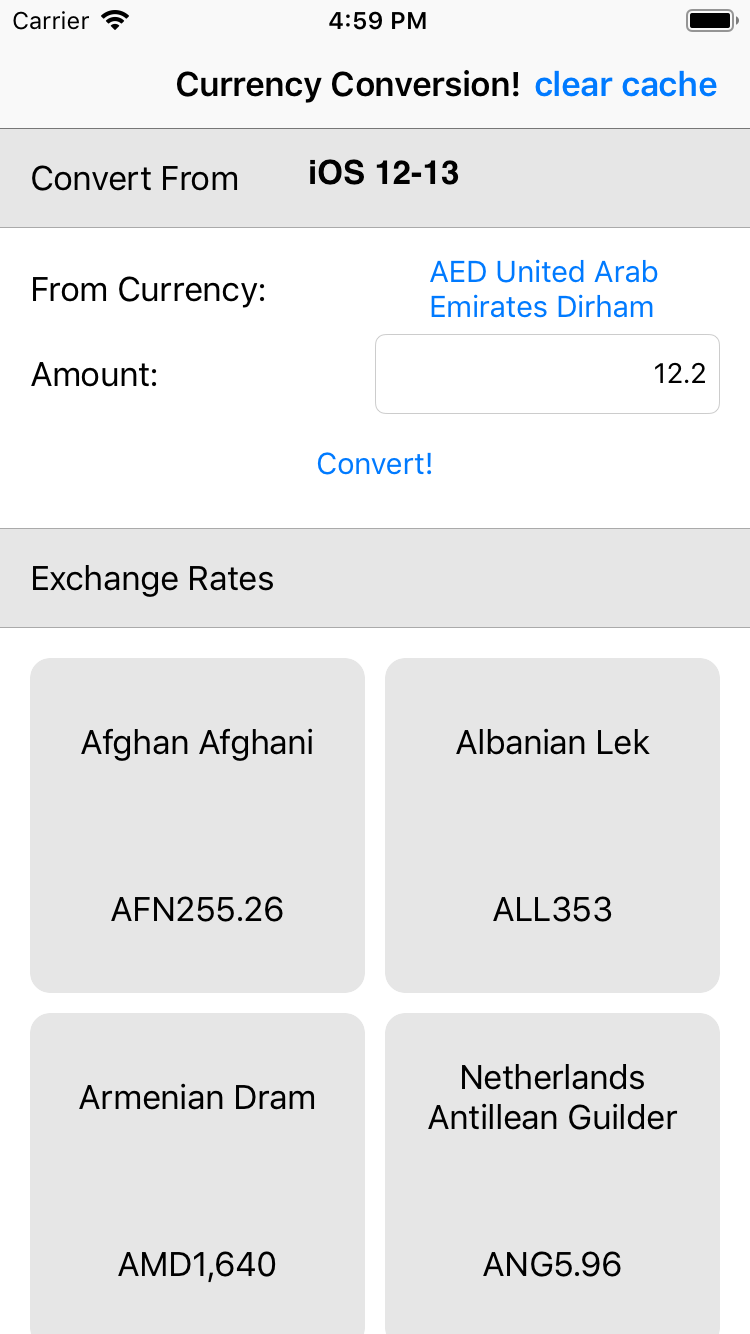 Carrier 4:59 PM
Currency Conversion! clear cache
Convert From iOS 12-13
From Currency: AED United Arab
Emirates Dirham
Amount: 12.2
Convert!
Exchange Rates
Afghan Afghani
AFN255.26
Albanian Lek
ALL353
Armenian Dram
AMD1,640
Netherlands
Antillean Guilder
ANG5.96